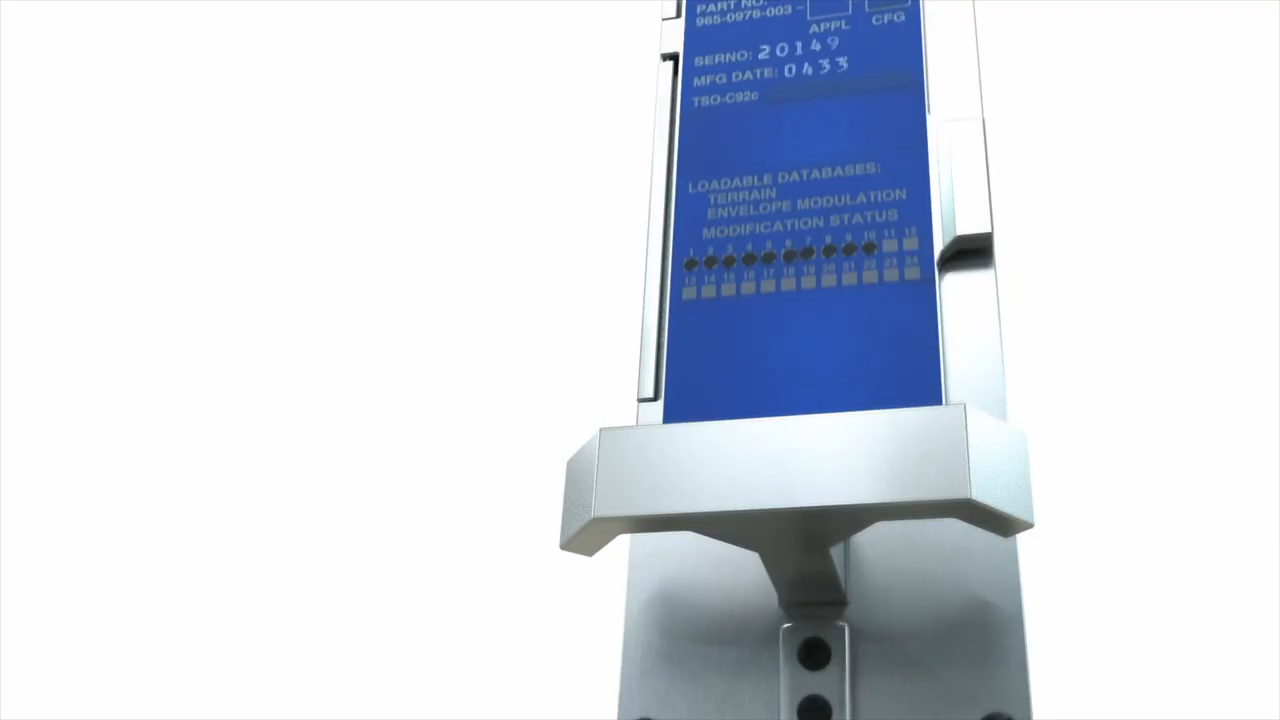 PART NO.
965-0976-003 –
APPL CFG
SERNO: 20149
MFG DATE: 0433
TSO-C92c
LOADABLE DATABASES:
TERRAIN
ENVELOPE MODULATION
MODIFICATION STATUS
1 2 3 4 5 6 7 8 9 10 11 12
13 14 15 16 17 18 19 20 21 22 23 24